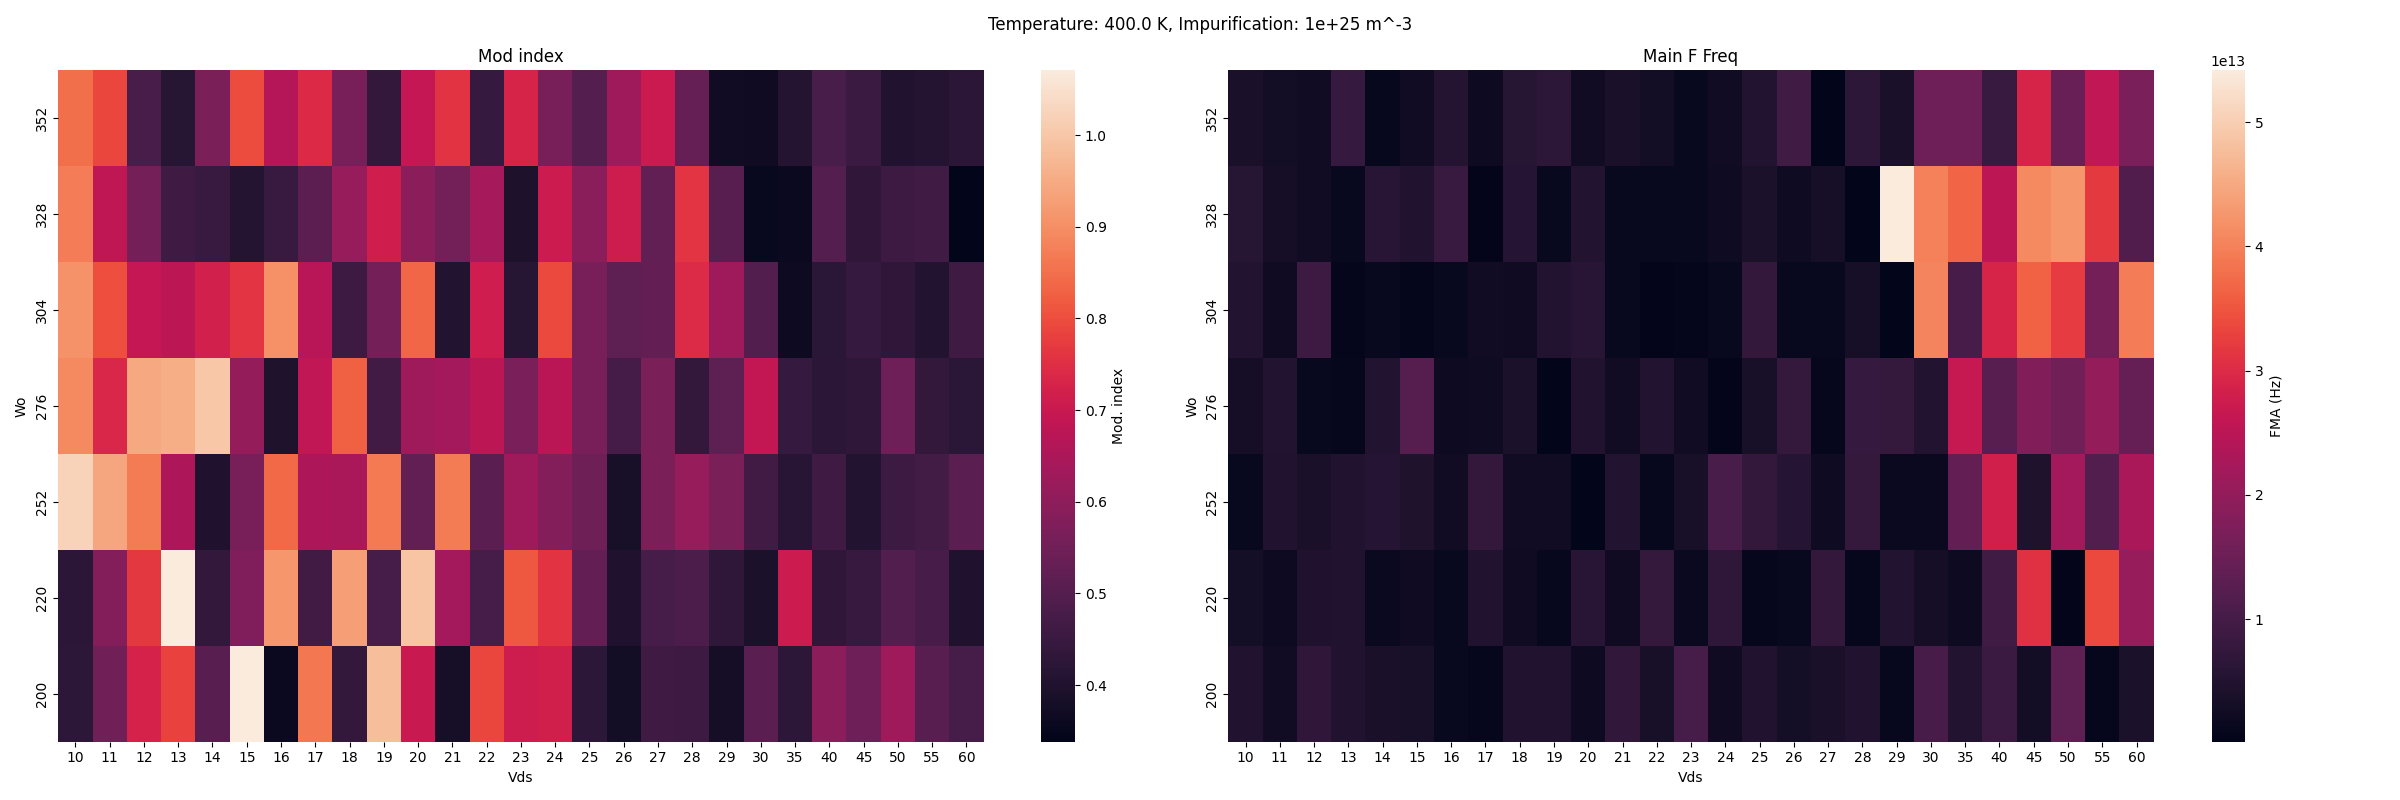 Temperature: 400.0 K, Impurification: 1e+25 m^-3
Mod index
Wo
352
328
304
276
252
220
200
10 11 12 13 14 15 16 17 18 19 20 21 22 23 24 25 26 27 28 29 30 35 40 45 50 55 60
Vds
1.0
0.9
0.8
0.7
0.6
0.5
0.4
Mod. index
Main F Freq
Wo
352
328
304
276
252
220
200
10 11 12 13 14 15 16 17 18 19 20 21 22 23 24 25 26 27 28 29 30 35 40 45 50 55 60
Vds
1e13
5
4
3
2
1
FMA (Hz)